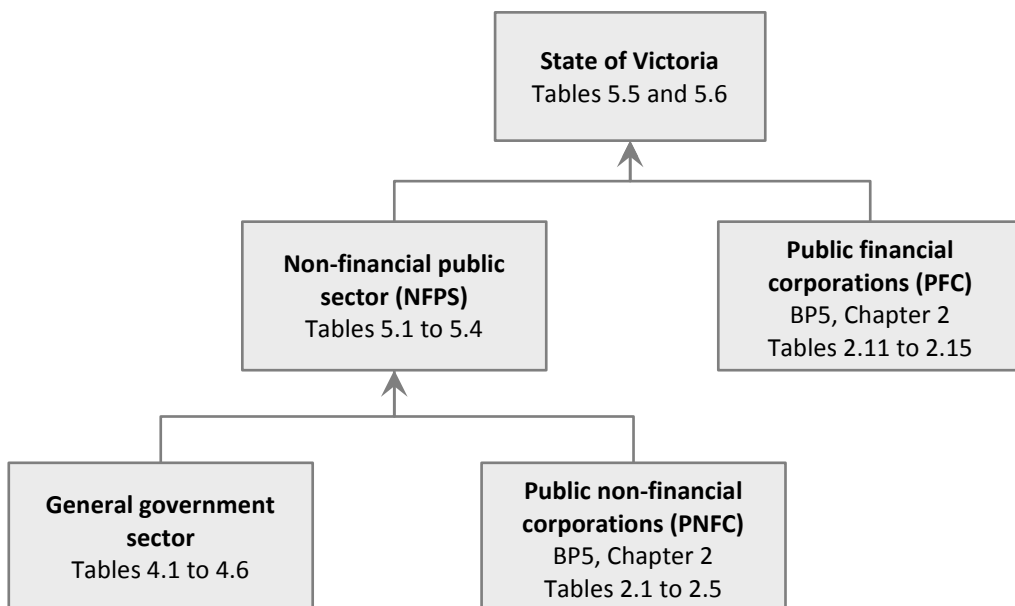 State of Victoria
Tables 5.5 and 5.6
Non-financial public
sector (NFPS)
Tables 5.1 to 5.4
Public financial
corporations (PFC)
BP5, Chapter 2
Tables 2.11 to 2.15
General government
sector
Tables 4.1 to 4.6
Public non-financial
corporations (PNFC)
BP5, Chapter 2
Tables 2.1 to 2.5